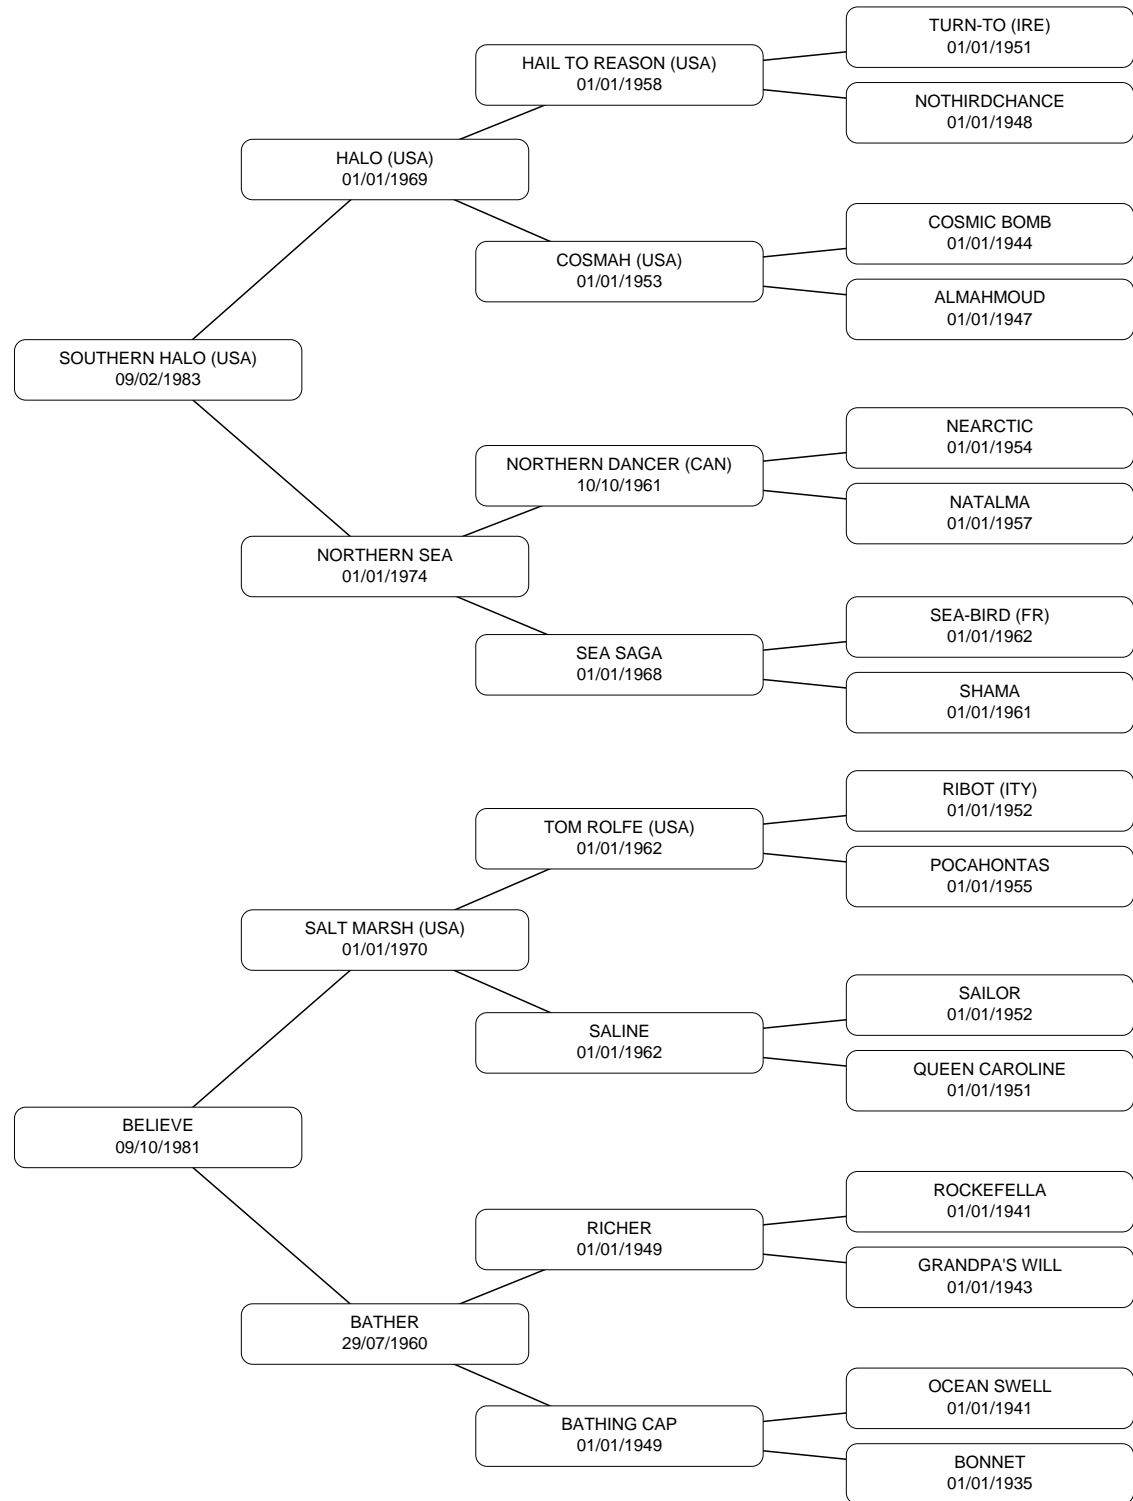 TURN-TO (IRE)
01/01/1951
HAIL TO REASON (USA)
01/01/1958
NOTHIRDCHANCE
01/01/1948
HALO (USA)
01/01/1969
COSMIC BOMB
01/01/1944
COSMAH (USA)
01/01/1953
ALMAHMOUD
01/01/1947
SOUTHERN HALO (USA)
09/02/1983
NEARCTIC
01/01/1954
NORTHERN DANCER (CAN)
10/10/1961
NATALMA
01/01/1957
NORTHERN SEA
01/01/1974
SEA-BIRD (FR)
01/01/1962
SEA SAGA
01/01/1968
SHAMA
01/01/1961
RIBOT (ITY)
01/01/1952
TOM ROLFE (USA)
01/01/1962
POCAHONTAS
01/01/1955
SALT MARSH (USA)
01/01/1970
SAILOR
01/01/1952
SALINE
01/01/1962
QUEEN CAROLINE
01/01/1951
BELIEVE
09/10/1981
ROCKEFELLA
01/01/1941
RICHER
01/01/1949
GRANDPA'S WILL
01/01/1943
BATHER
29/07/1960
OCEAN SWELL
01/01/1941
BATHING CAP
01/01/1949
BONNET
01/01/1935